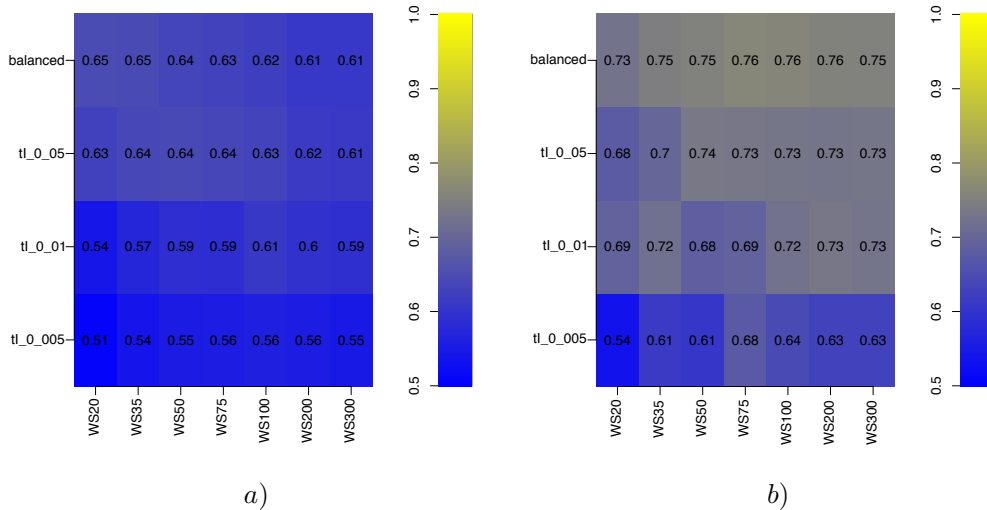 balanced 0.65 0.65 0.64 0.63 0.62 0.61 0.61
tI_0_05 0.63 0.64 0.64 0.64 0.63 0.62 0.61
tI_0_01 0.54 0.57 0.59 0.59 0.61 0.6 0.59
tI_0_005 0.51 0.54 0.55 0.56 0.56 0.56 0.55
WS20 WS35 WS50 WS75 WS100 WS200 WS300
1.0
0.9
0.8
0.7
0.6
0.5
a)
balanced 0.73 0.75 0.75 0.76 0.76 0.76 0.75
tI_0_05 0.68 0.7 0.74 0.73 0.73 0.73 0.73
tI_0_01 0.69 0.72 0.68 0.69 0.72 0.73 0.73
tI_0_005 0.54 0.61 0.61 0.68 0.64 0.63 0.63
WS20 WS35 WS50 WS75 WS100 WS200 WS300
1.0
0.9
0.8
0.7
0.6
0.5
b)